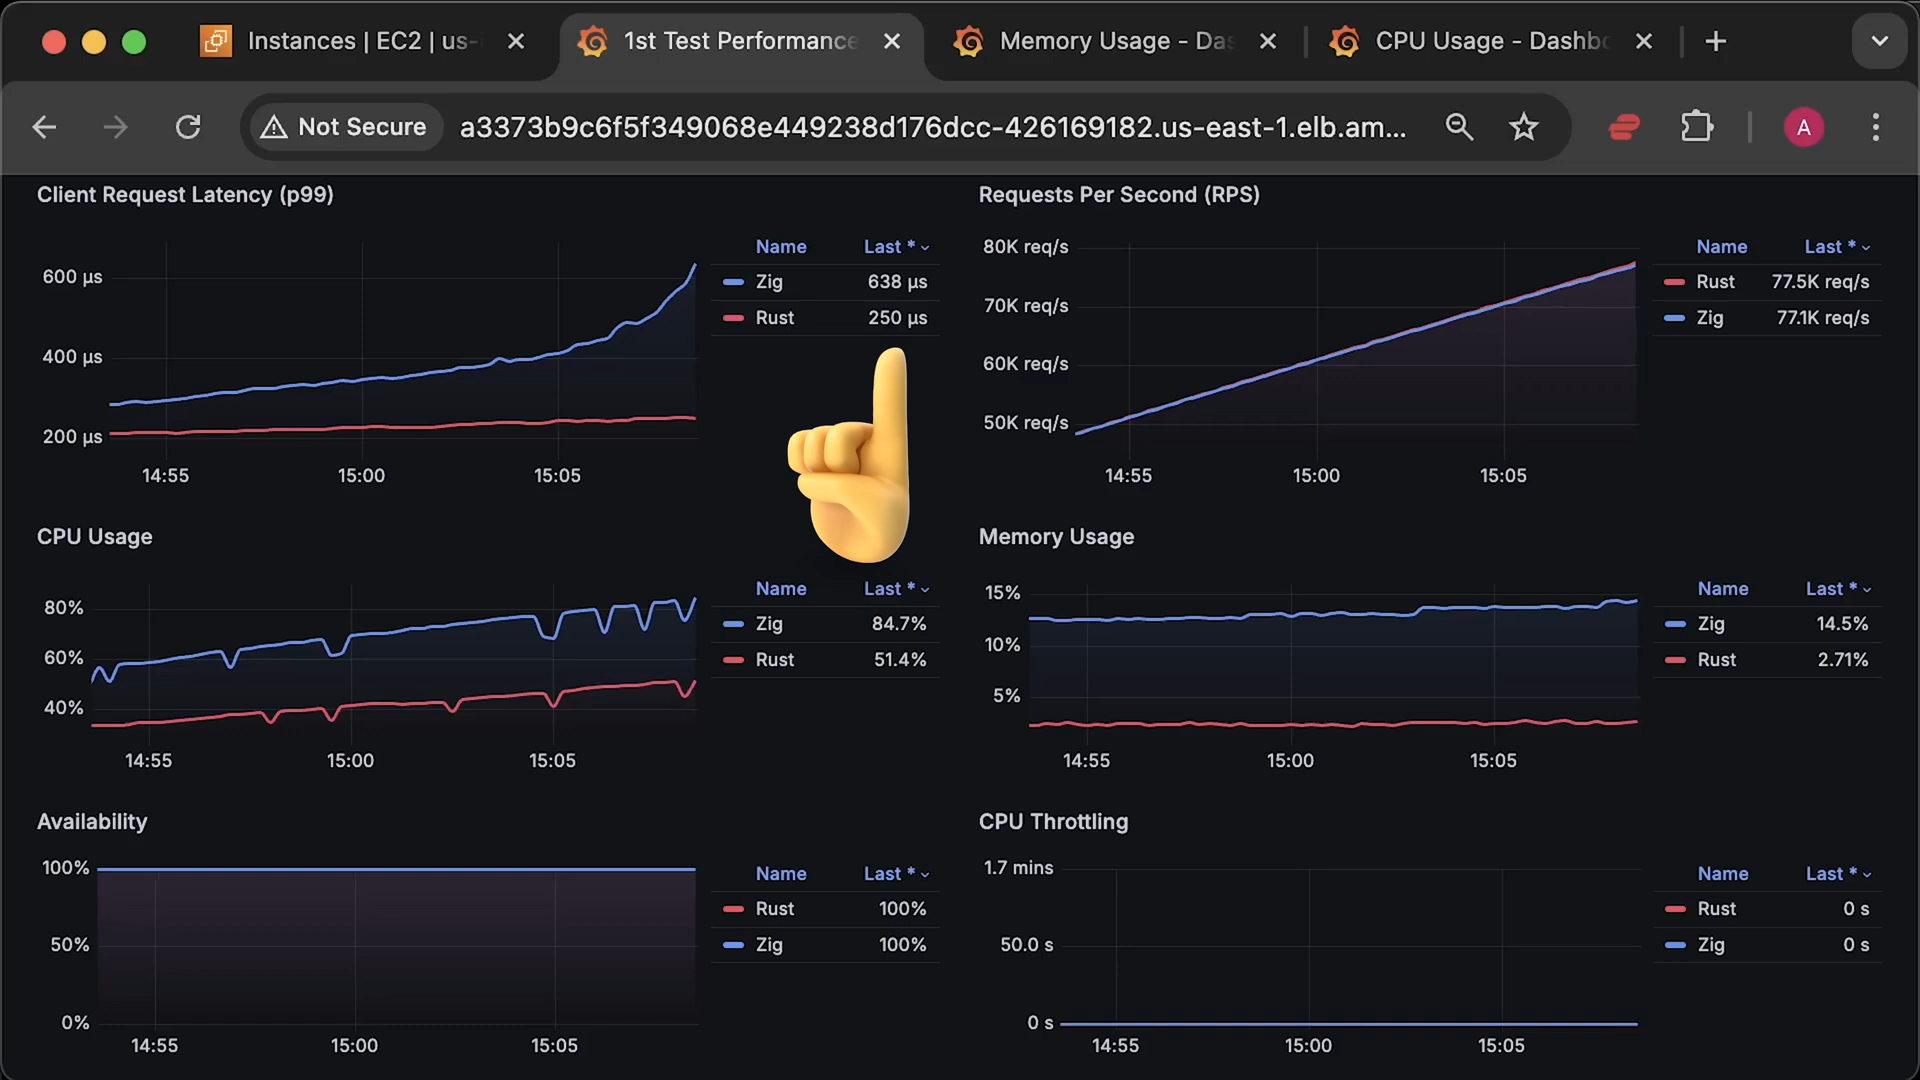 Instances | EC2 | us-
1st Test Performance
Memory Usage - Das
CPU Usage - Dashbo
Not Secure
a3373b9c6f5f349068e449238d176dcc-426169182.us-east-1.elb.am...
A
Client Request Latency (p99)
600 µs
400 µs
200 µs
14:55 15:00 15:05
Name Last *
Zig 638 µs
Rust 250 µs
Requests Per Second (RPS)
80K req/s
70K req/s
60K req/s
50K req/s
14:55 15:00 15:05
Name Last *
Rust 77.5K req/s
Zig 77.1K req/s
CPU Usage
80%
60%
40%
14:55 15:00 15:05
Name Last *
Zig 84.7%
Rust 51.4%
Memory Usage
15%
10%
5%
14:55 15:00 15:05
Name Last *
Zig 14.5%
Rust 2.71%
Availability
100%
50%
0%
14:55 15:00 15:05
Name Last *
Rust 100%
Zig 100%
CPU Throttling
1.7 mins
50.0 s
0 s
14:55 15:00 15:05
Name Last *
Rust 0 s
Zig 0 s